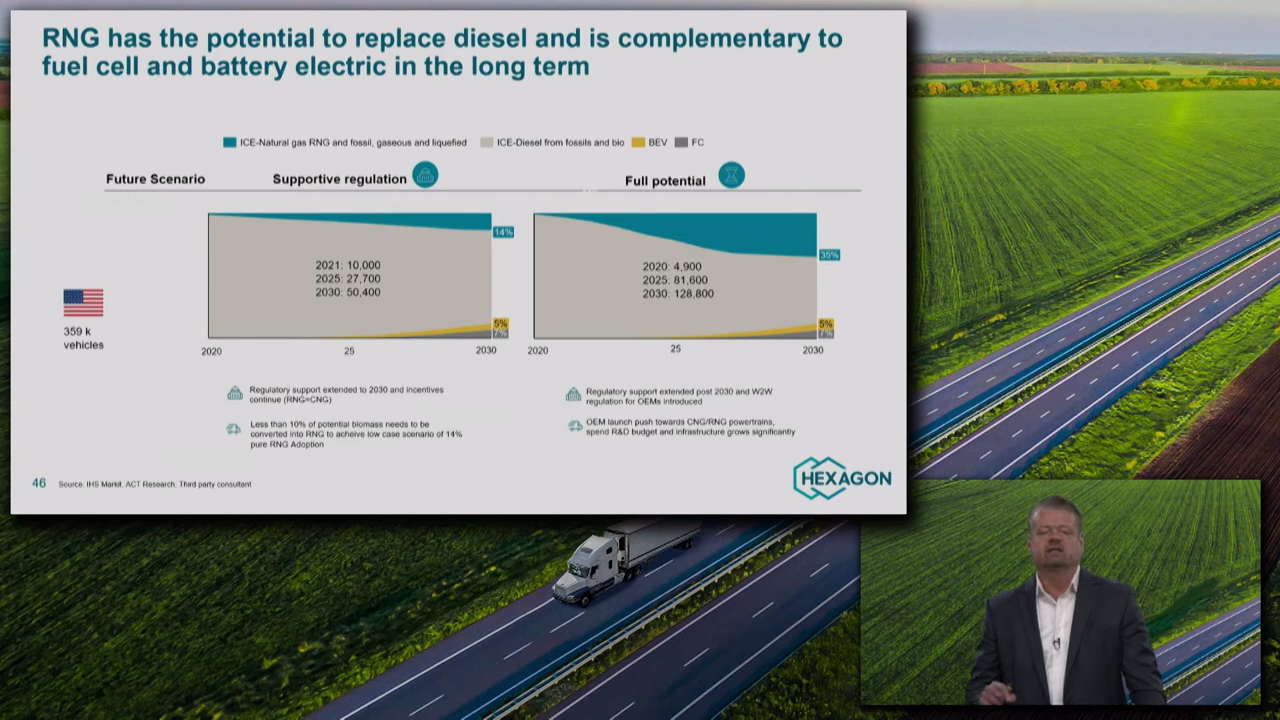 RNG has the potential to replace diesel and is complementary to
fuel cell and battery electric in the long term
ICE-Natural gas RNG and fossil, gaseous and liquefied ICE-Diesel from fossils and bio BEV FC
Future Scenario Supportive regulation Full potential
14%
35%
2021: 10,000
2025: 27,700
2030: 50,400
2020: 4,900
2025: 81,600
2030: 128,800
359 k
vehicles
5%
7%
5%
7%
2020 25 2030
2020 25 2030
Regulatory support extended to 2030 and incentives
continue (RNG=CNG)
Less than 10% of potential biomass needs to be
converted into RNG to acheive low case scenario of 14%
pure RNG Adoption
Regulatory support extended post 2030 and W2W
regulation for OEMs introduced
OEM launch push towards CNG/RNG powertrains,
spend R&D budget and infrastructure grows significantly
46 Source: IHS Markit, ACT Research, Third party consultant
HEXAGON